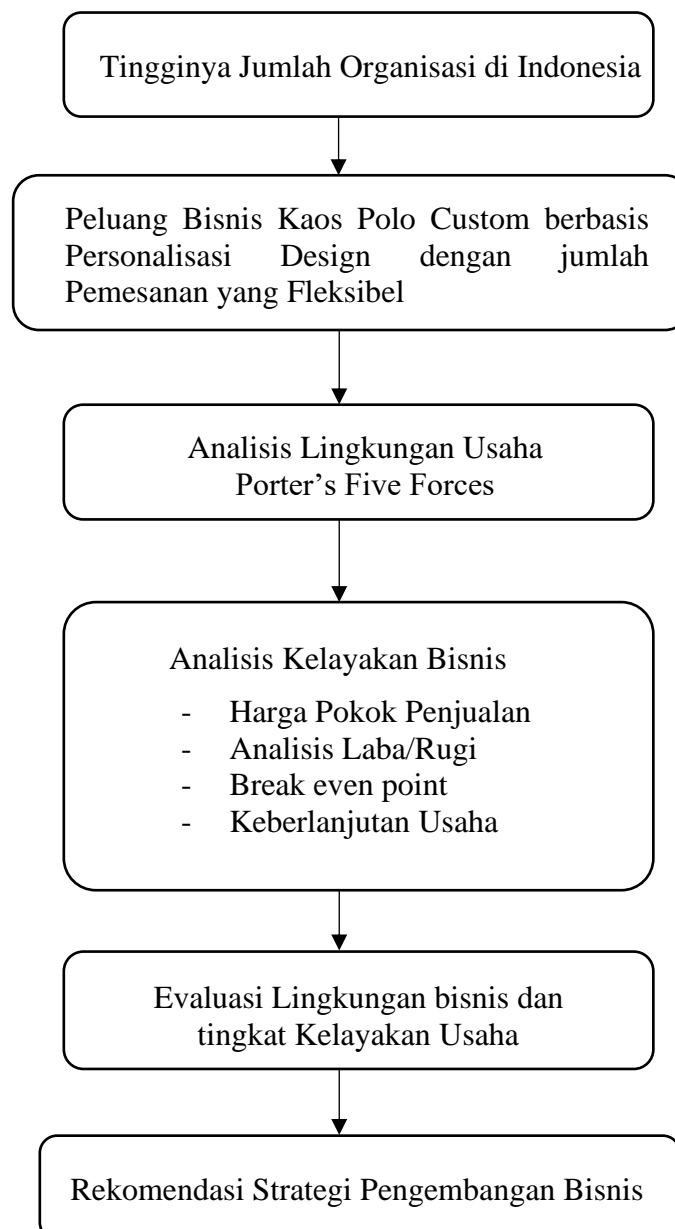 Tingginya Jumlah Organisasi di Indonesia
Peluang Bisnis Kaos Polo Custom berbasis
Personalisasi Design dengan jumlah
Pemesanan yang Fleksibel
Analisis Lingkungan Usaha
Porter’s Five Forces
Analisis Kelayakan Bisnis
- Harga Pokok Penjualan
- Analisis Laba/Rugi
- Break even point
- Keberlanjutan Usaha
Evaluasi Lingkungan bisnis dan
tingkat Kelayakan Usaha
Rekomendasi Strategi Pengembangan Bisnis